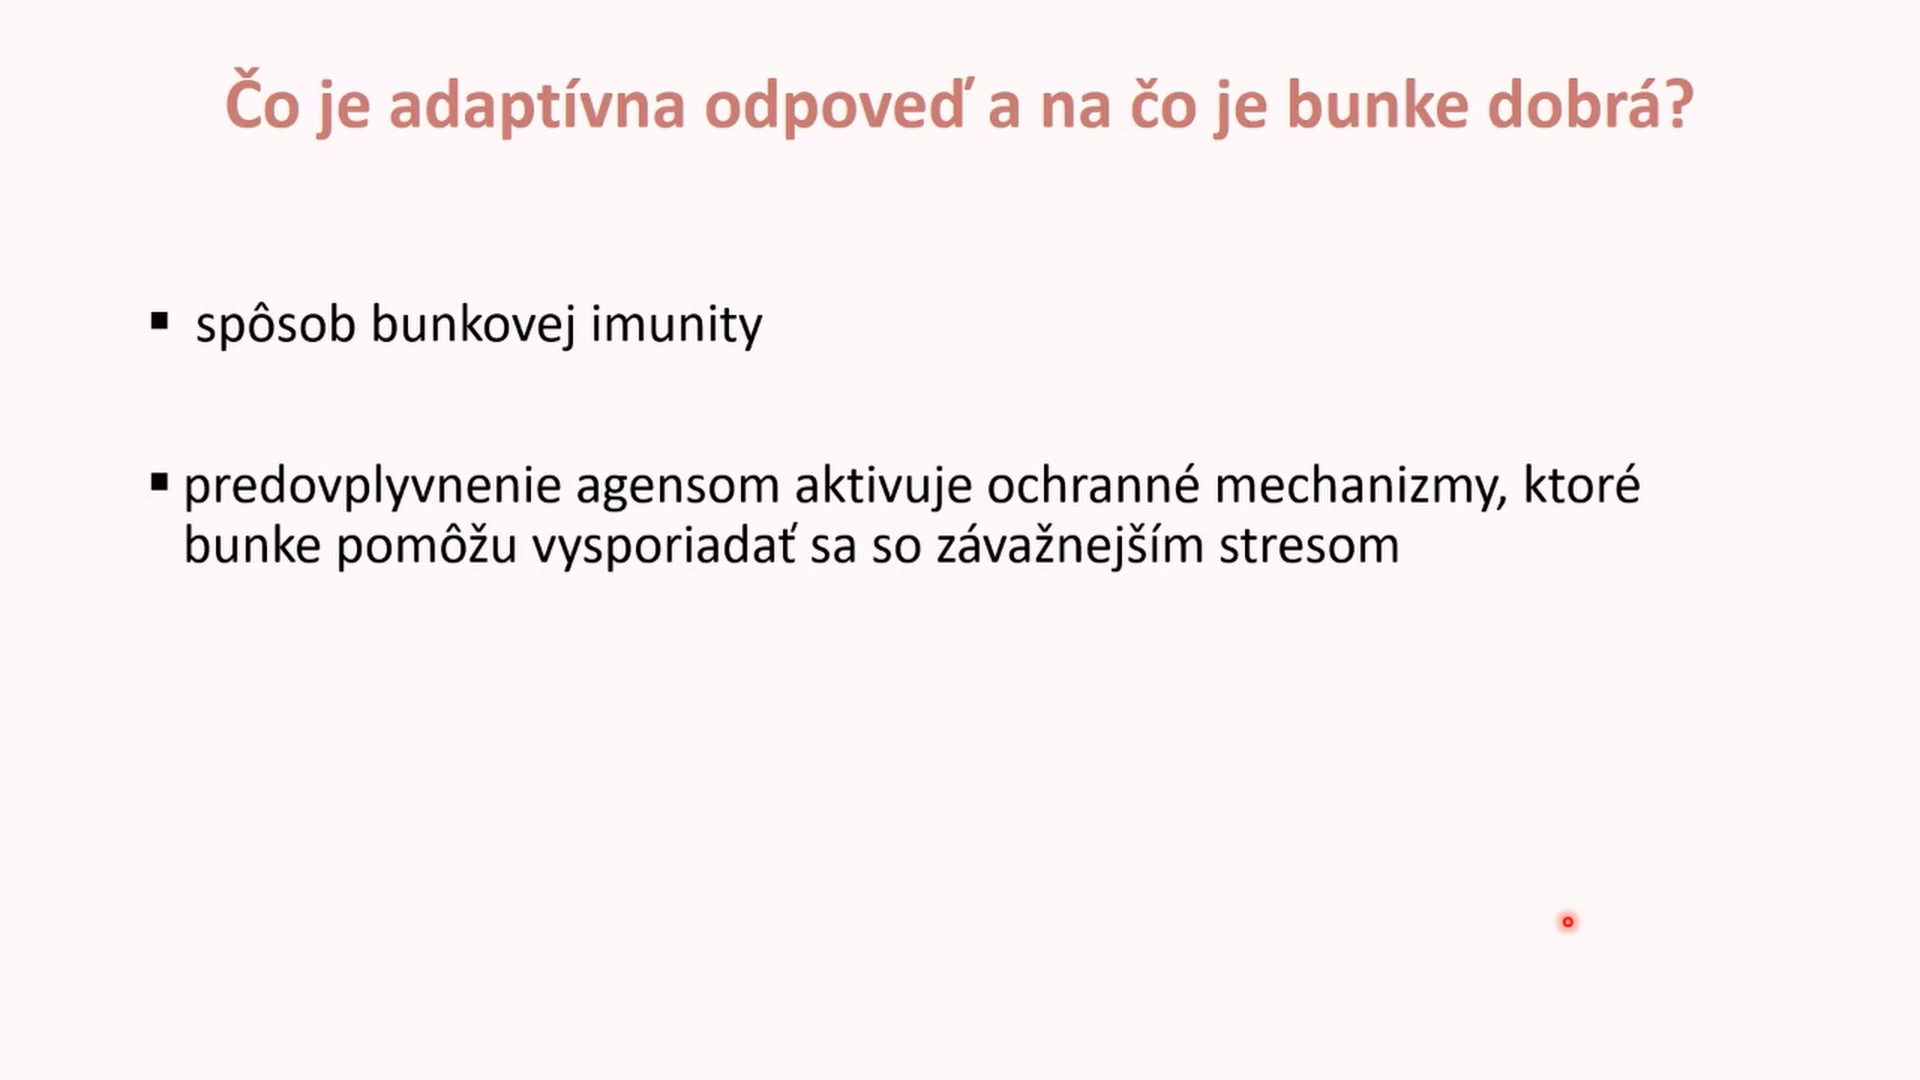 Čo je adaptívna odpoveď a na čo je bunke dobrá?
▪ spôsob bunkovej imunity
▪ predovplyvnenie agensom aktivuje ochranné mechanizmy, ktoré
bunke pomôžu vysporiadať sa so závažnejším stresom